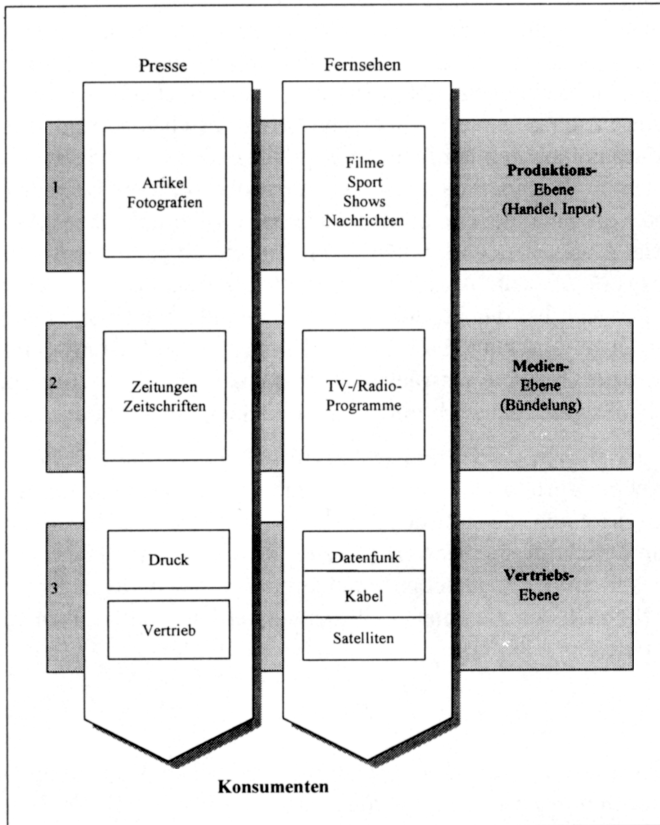 Presse
Fernsehen
1
Artikel
Fotografien
Filme
Sport
Shows
Nachrichten
Produktions-
Ebene
(Handel, Input)
2
Zeitungen
Zeitschriften
TV-/Radio-
Programme
Medien-
Ebene
(Bündelung)
3
Druck
Vertrieb
Datenfunk
Kabel
Satelliten
Vertriebs-
Ebene
Konsumenten